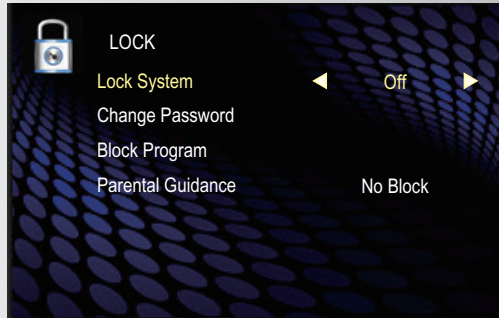 LOCK
Lock System Off
Change Password
Block Program
Parental Guidance No Block